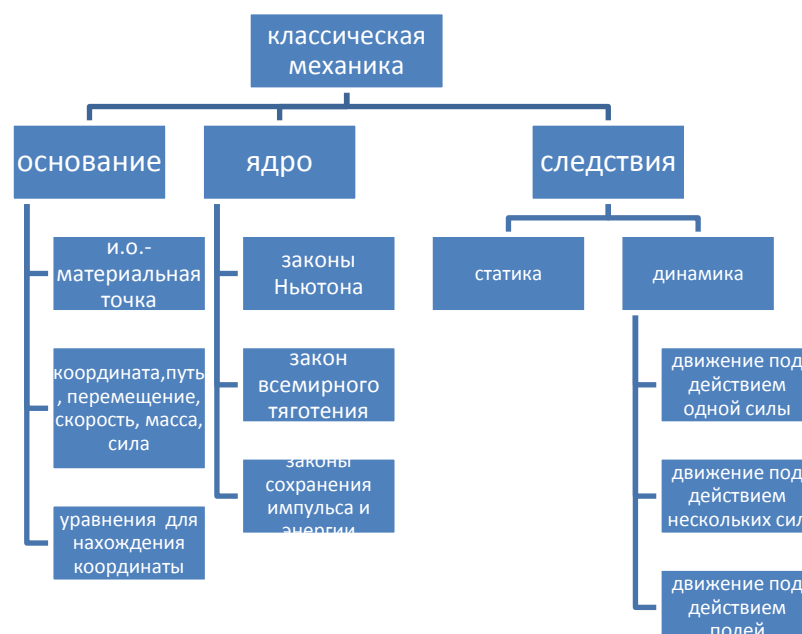 классическая
механика
основание
ядро
следствия
и.о.-
материальная
точка
координата,путь
, перемещение,
скорость, масса,
сила
уравнения для
нахождения
координаты
законы
Ньютона
закон
всемирного
тяготения
законы
сохранения
импульса и
энергии
статика
динамика
движение под
действием
одной силы
движение под
действием
нескольких сил
движение под
действием
полей